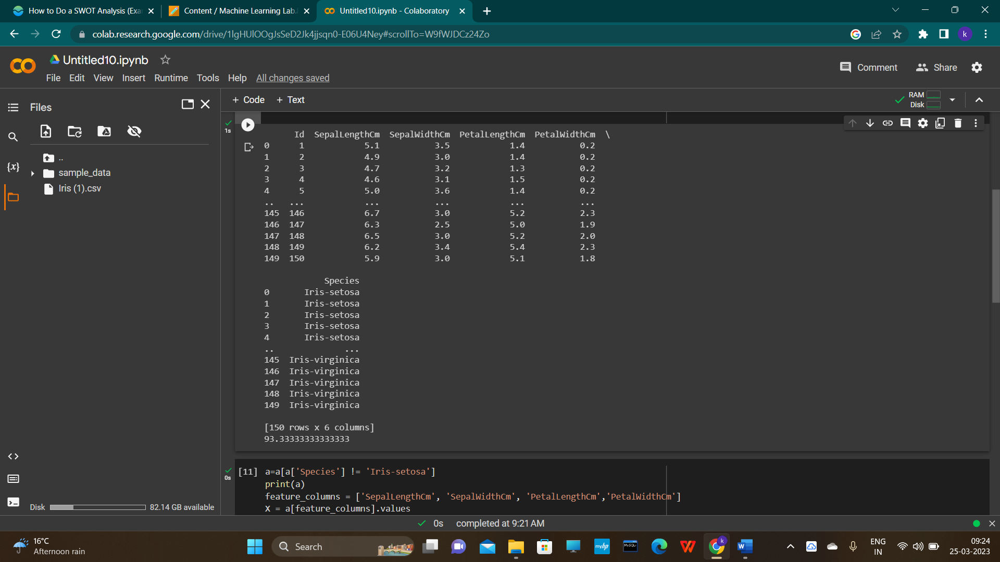 How to Do a SWOT Analysis (Exa
Content / Machine Learning Lab.
Untitled10.ipynb - Colaboratory
colab.research.google.com/drive/1lgHUlOOgJsSeD2Jk4jjsqn0-E06U4Ney#scrollTo=W9fWJDCz24Zo
k
Untitled10.ipynb
File Edit View Insert Runtime Tools Help All changes saved
Comment Share
Files
+ Code + Text
RAM
Disk
..
sample_data
Iris (1).csv
{x}
1s
Id SepalLengthCm SepalWidthCm PetalLengthCm PetalWidthCm \
0 1 5.1 3.5 1.4 0.2
1 2 4.9 3.0 1.4 0.2
2 3 4.7 3.2 1.3 0.2
3 4 4.6 3.1 1.5 0.2
4 5 5.0 3.6 1.4 0.2
.. ... ... ... ... ...
145 146 6.7 3.0 5.2 2.3
146 147 6.3 2.5 5.0 1.9
147 148 6.5 3.0 5.2 2.0
148 149 6.2 3.4 5.4 2.3
149 150 5.9 3.0 5.1 1.8
Species
0 Iris-setosa
1 Iris-setosa
2 Iris-setosa
3 Iris-setosa
4 Iris-setosa
.. ...
145 Iris-virginica
146 Iris-virginica
147 Iris-virginica
148 Iris-virginica
149 Iris-virginica
[150 rows x 6 columns]
93.33333333333333
0s
[11] a=a[a['Species'] != 'Iris-setosa']
print(a)
feature_columns = ['SepalLengthCm', 'SepalWidthCm', 'PetalLengthCm','PetalWidthCm']
X = a[feature_columns].values
Disk 82.14 GB available
0s completed at 9:21 AM
16°C
Afternoon rain
Search
myhp
MySQL
k
W
ENG
IN
09:24
25-03-2023